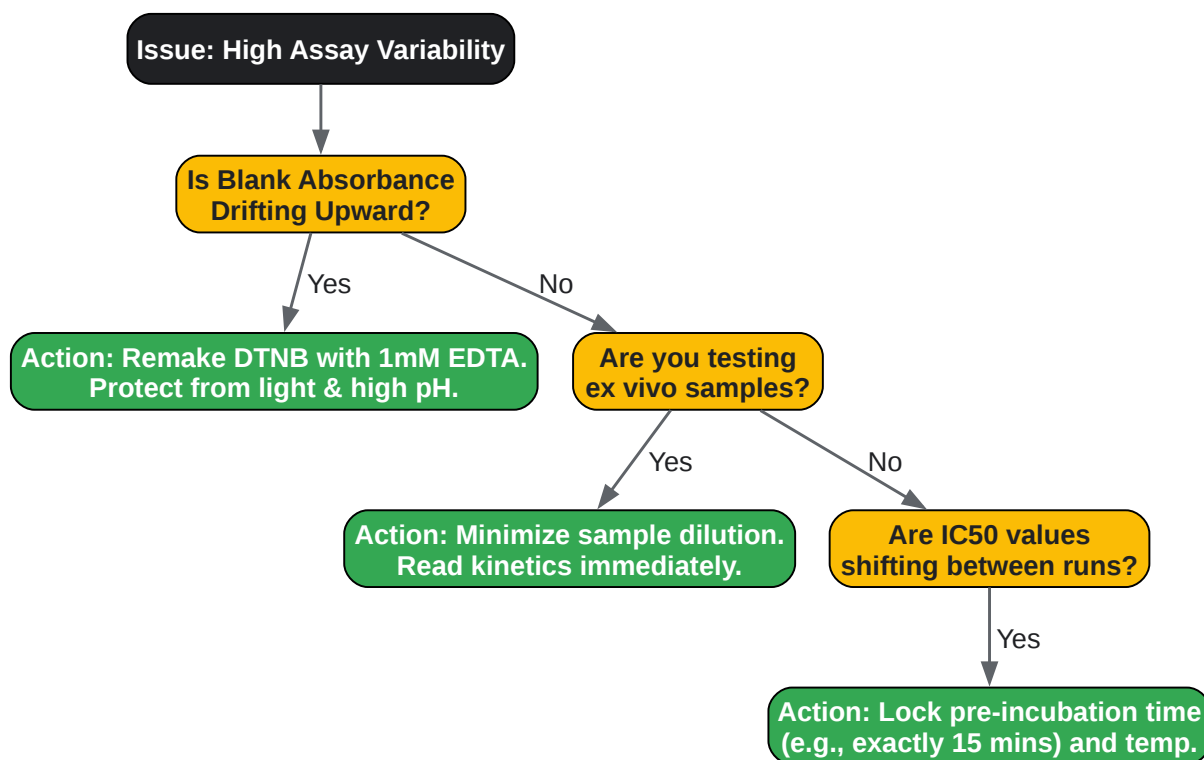 Issue: High Assay Variability
Is Blank Absorbance
Drifting Upward?
Yes
No
Action: Remake DTNB with 1mM EDTA.
Protect from light & high pH.
Are you testing
ex vivo samples?
Yes
No
Action: Minimize sample dilution.
Read kinetics immediately.
Are IC50 values
shifting between runs?
Yes
Action: Lock pre-incubation time
(e.g., exactly 15 mins) and temp.